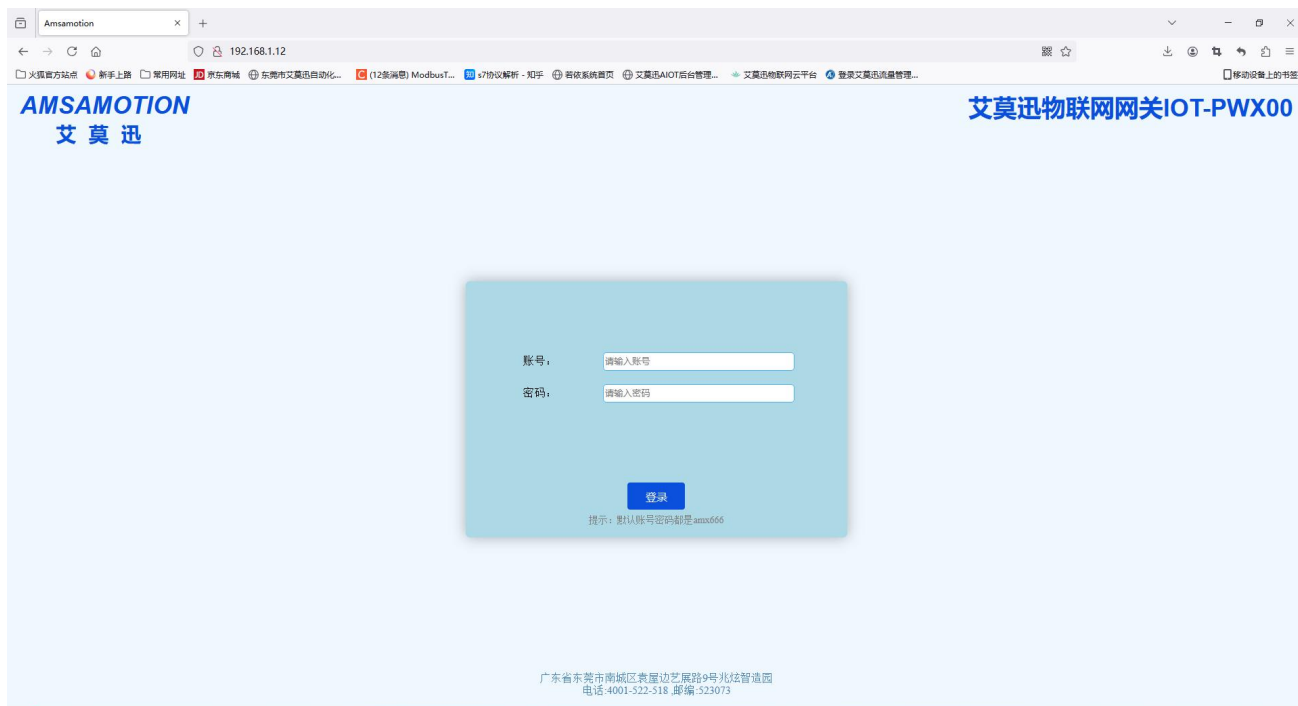 Amsamotion
192.168.1.12
火狐官方站点 新手上路 常用网址 JD 京东商城 东莞市艾莫迅自动化... C (12条消息) ModbusT... 知 s7协议解析 - 知乎 若依系统首页 艾莫迅AIOT后台管理... 艾莫迅物联网云平台 登录艾莫迅流量管理... 移动设备上的书签
AMSAMOTION
艾莫迅
艾莫迅物联网网关IOT-PWX00
账号:
请输入账号
密码:
请输入密码
登录
提示:默认账号密码都是amx666
广东省东莞市南城区袁屋边艺展路9号兆炫智造园
电话:4001-522-518 ,邮编:523073